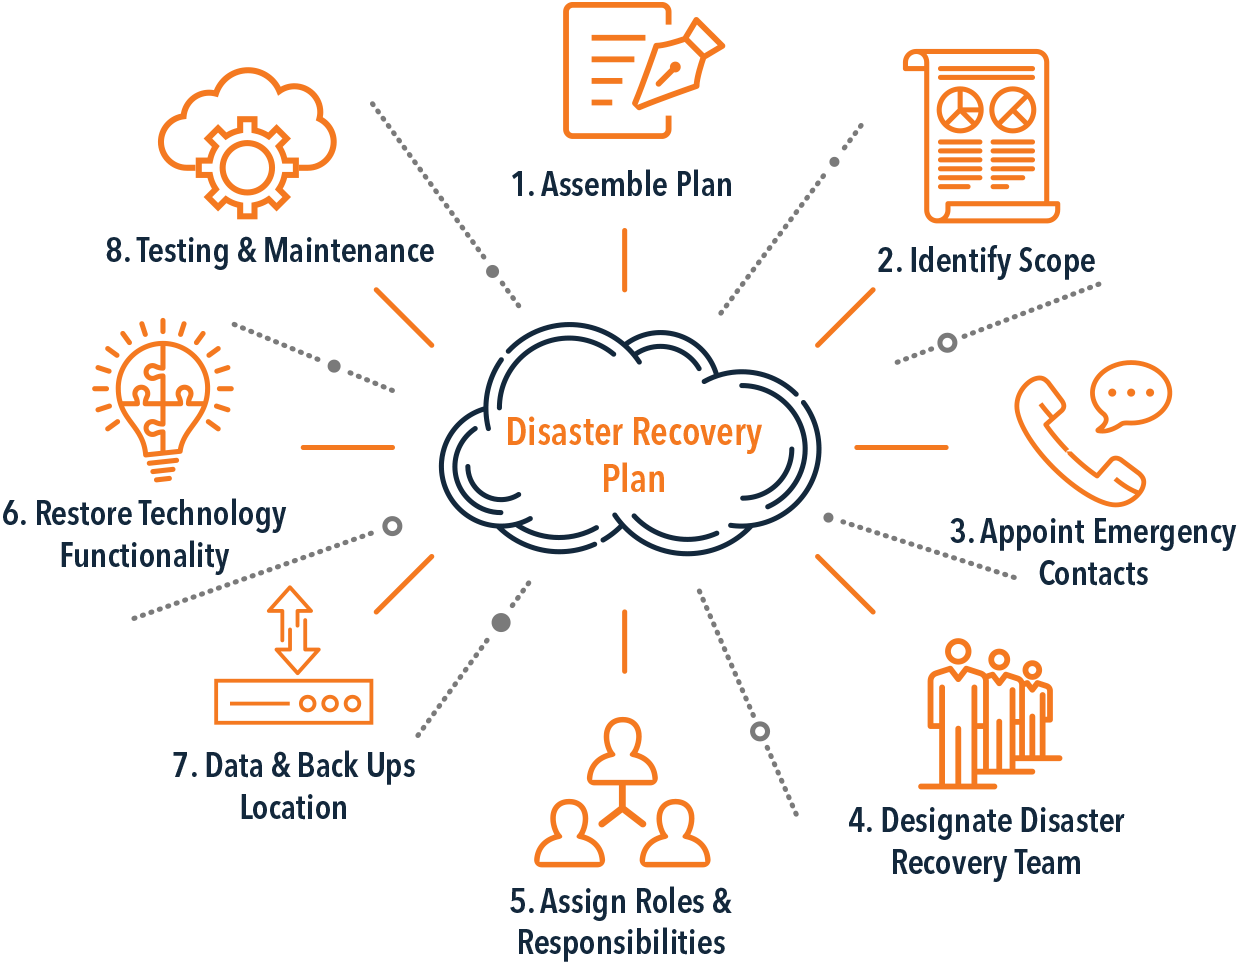 1. Assemble Plan
2. Identify Scope
3. Appoint Emergency
Contacts
4. Designate Disaster
Recovery Team
5. Assign Roles &
Responsibilities
7. Data & Back Ups
Location
6. Restore Technology
Functionality
8. Testing & Maintenance
Disaster Recovery
Plan